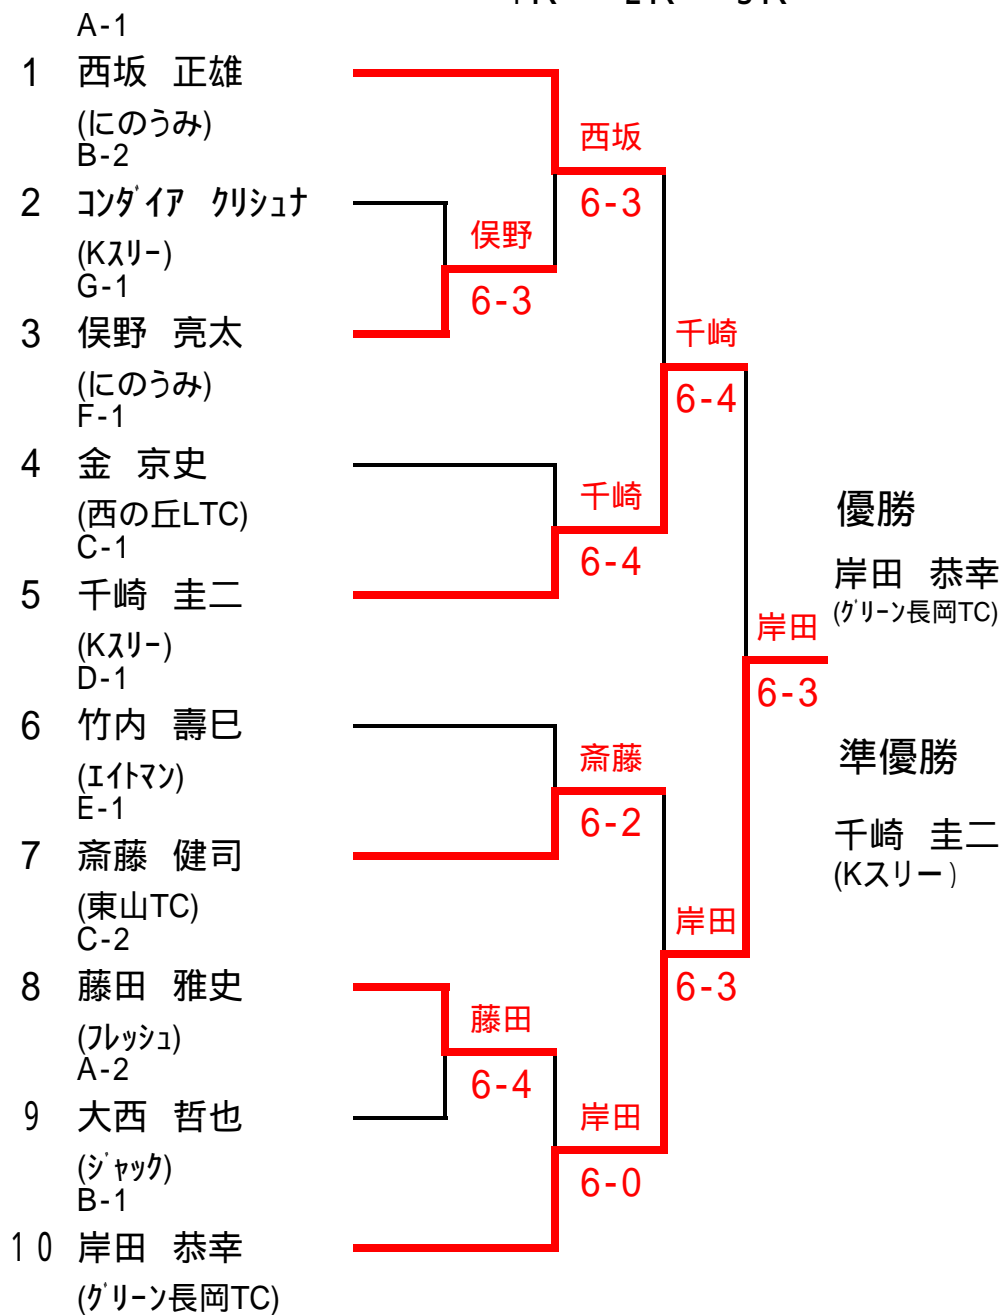 A-1
1 西坂 正雄
(にのうみ)
西坂
B-2
6-3
2 ｺﾝﾀﾞｲｱ ｸﾘｼｭﾅ
俣野
(Kｽﾘｰ)
G-1
6-3
3 俣野 亮太
千崎
(にのうみ)
6-4
F-1
4 金 京史
千崎
(西の丘LTC)
優勝
C-1
6-4
岸田 恭幸
5 千崎 圭二
(ｸﾞﾘｰﾝ長岡TC)
岸田
(Kｽﾘｰ)
D-1
6-3
6 竹内 壽巳
斎藤
準優勝
(ｴｲﾄﾏﾝ)
E-1
6-2
千崎 圭二
7 斎藤 健司
(Kスリー)
(東山TC)
岸田
C-2
8 藤田 雅史
6-3
藤田
(ﾌﾚｯｼｭ)
A-2
6-4
9 大西 哲也
岸田
(ｼﾞｬｯｸ)
6-0
B-1
10 岸田 恭幸
(ｸﾞﾘｰﾝ長岡TC)